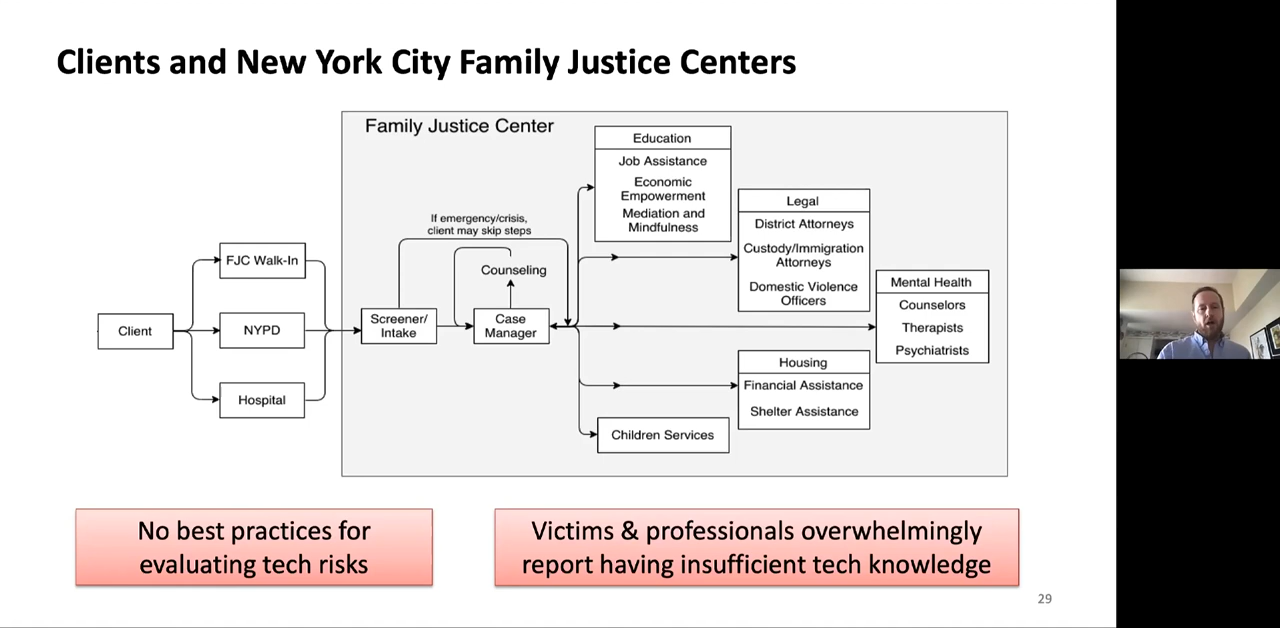 Clients and New York City Family Justice Centers
Family Justice Center
Client
FJC Walk-In
NYPD
Hospital
Screener/
Intake
If emergency/crisis,
client may skip steps
Counseling
Case
Manager
Education
Job Assistance
Economic
Empowerment
Mediation and
Mindfulness
Legal
District Attorneys
Custody/Immigration
Attorneys
Domestic Violence
Officers
Mental Health
Counselors
Therapists
Psychiatrists
Housing
Financial Assistance
Shelter Assistance
Children Services
No best practices for
evaluating tech risks
Victims & professionals overwhelmingly
report having insufficient tech knowledge
29